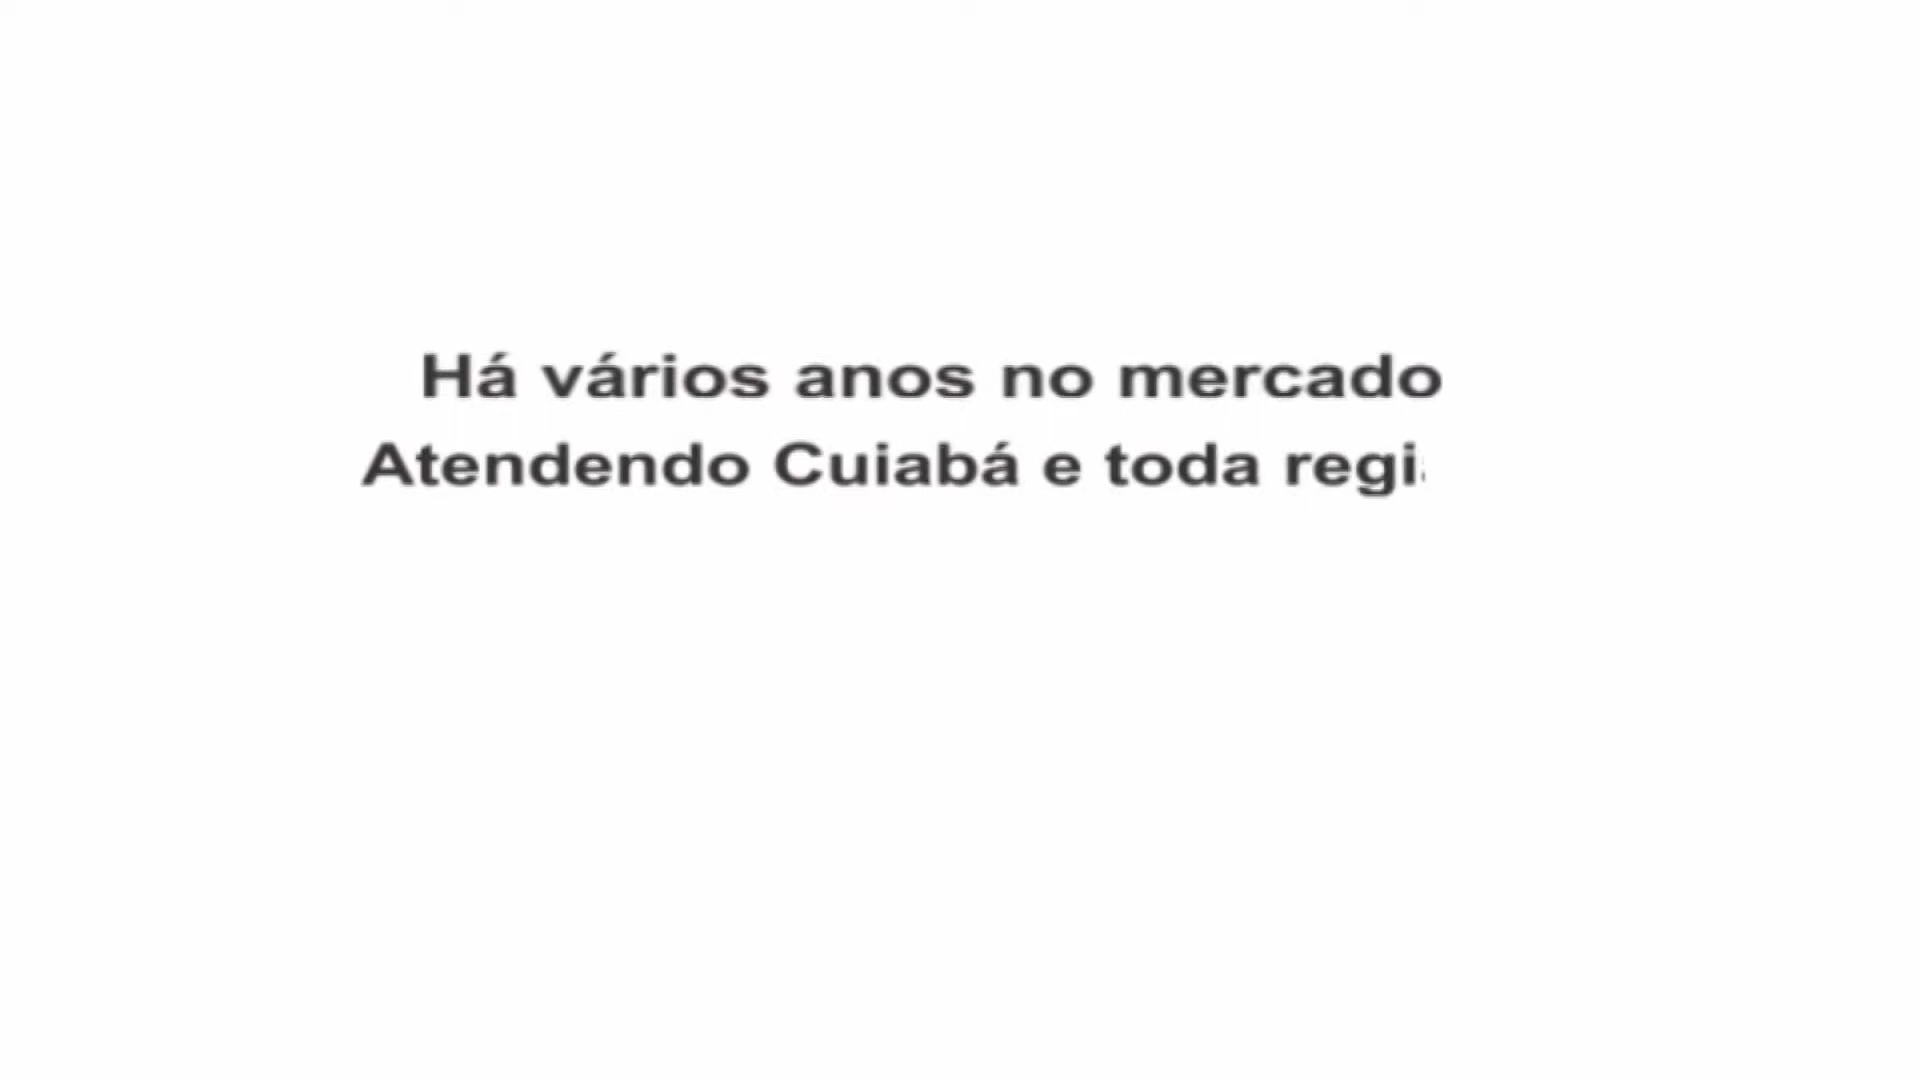 Há vários anos no mercado
Atendendo Cuiabá e toda regi